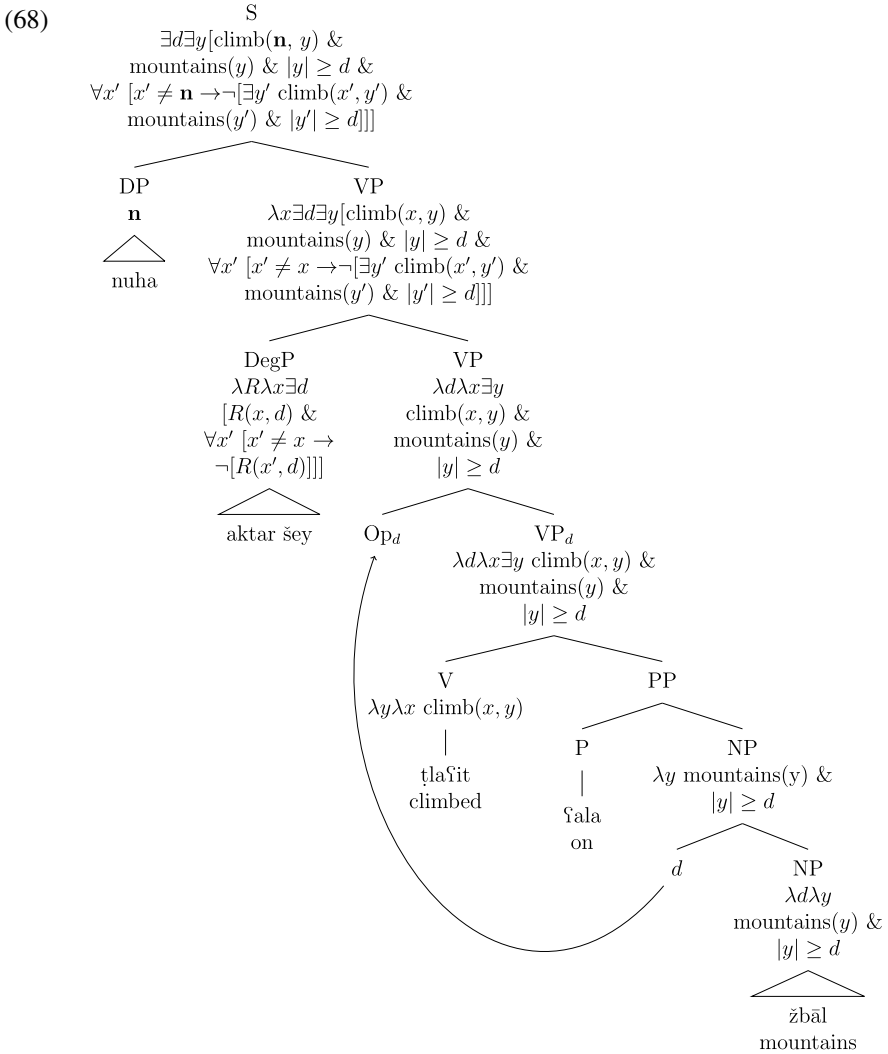 (68)
S
∃d∃y[climb(n, y) &
mountains(y) & |y| ≥ d &
∀x′ [x′ ≠ n →¬[∃y′ climb(x′, y′) &
mountains(y′) & |y′| ≥ d]]]
DP
n
nuha
VP
λx∃d∃y[climb(x, y) &
mountains(y) & |y| ≥ d &
∀x′ [x′ ≠ x →¬[∃y′ climb(x′, y′) &
mountains(y′) & |y′| ≥ d]]]
DegP
λRλx∃d
[R(x, d) &
∀x′ [x′ ≠ x →
¬[R(x′, d)]]]
aktar šey
VP
λdλx∃y
climb(x, y) &
mountains(y) &
|y| ≥ d
Opd
VPd
λdλx∃y climb(x, y) &
mountains(y) &
|y| ≥ d
V
λyλx climb(x, y)
ṭlaʕit
climbed
PP
P
ʕala
on
NP
λy mountains(y) &
|y| ≥ d
d
NP
λdλy
mountains(y) &
|y| ≥ d
žbāl
mountains